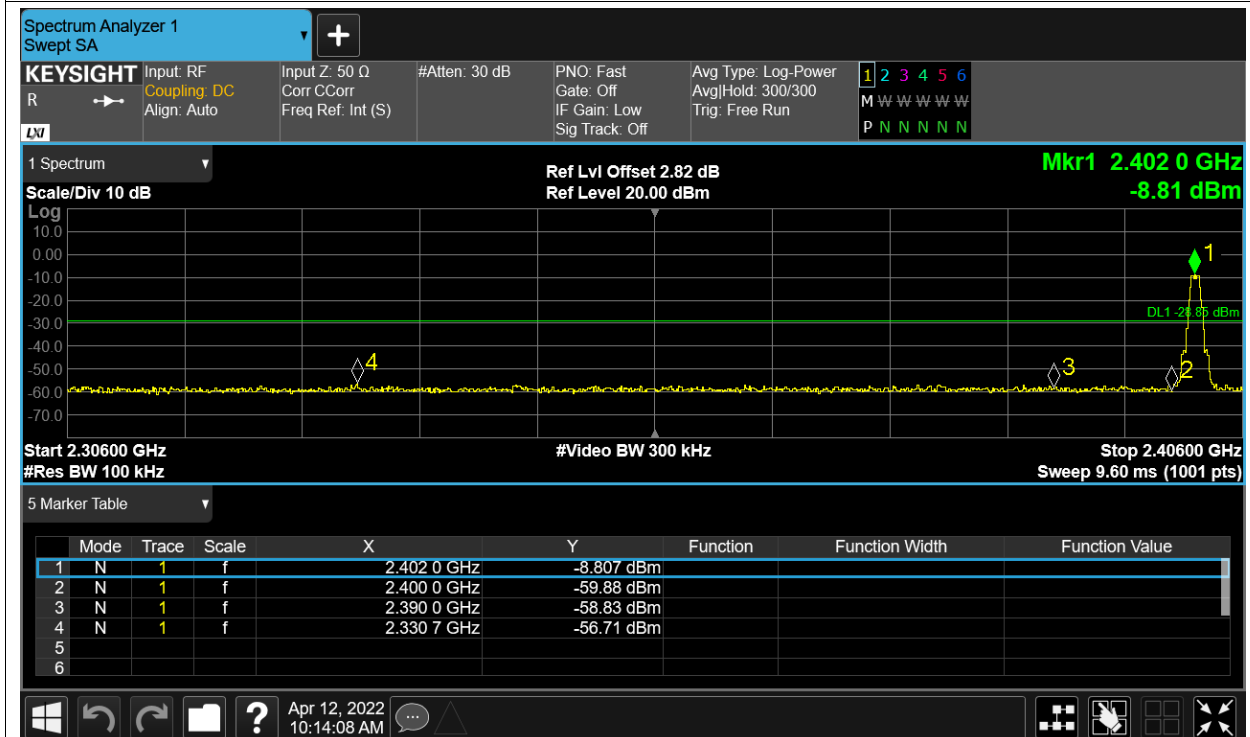 Spectrum Analyzer 1
Swept SA
+
KEYSIGHT
R
LXI
Input: RF
Coupling: DC
Align: Auto
Input Z: 50 Ω
Corr CCorr
Freq Ref: Int (S)
#Atten: 30 dB
PNO: Fast
Gate: Off
IF Gain: Low
Sig Track: Off
Avg Type: Log-Power
Avg|Hold: 300/300
Trig: Free Run
1 2 3 4 5 6
M W W W W W
P N N N N N
1 Spectrum
Scale/Div 10 dB
Ref Lvl Offset 2.82 dB
Ref Level 20.00 dBm
Mkr1 2.402 0 GHz
-8.81 dBm
Log
10.0
0.00
-10.0
-20.0
-30.0
-40.0
-50.0
-60.0
-70.0
1
DL1 -28.85 dBm
4
3
2
Start 2.30600 GHz
#Res BW 100 kHz
#Video BW 300 kHz
Stop 2.40600 GHz
Sweep 9.60 ms (1001 pts)
5 Marker Table
Mode Trace Scale X Y Function Function Width Function Value
1 N 1 f 2.402 0 GHz -8.807 dBm
2 N 1 f 2.400 0 GHz -59.88 dBm
3 N 1 f 2.390 0 GHz -58.83 dBm
4 N 1 f 2.330 7 GHz -56.71 dBm
5
6
?
Apr 12, 2022
10:14:08 AM